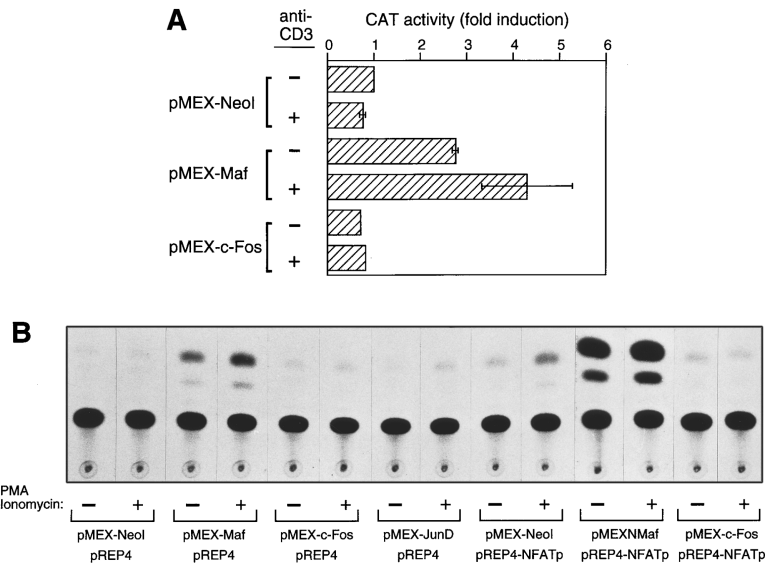 A
anti-
CD3
CAT activity (fold induction)
0 1 2 3 4 5 6
pMEX-NeoI
−
+
pMEX-Maf
−
+
pMEX-c-Fos
−
+
B
PMA
Ionomycin:
− + − + − + − + − + − + − +
pMEX-NeoI pMEX-Maf pMEX-c-Fos pMEX-JunD pMEX-NeoI pMEXNMaf pMEX-c-Fos
pREP4 pREP4 pREP4 pREP4 pREP4-NFATp pREP4-NFATp pREP4-NFATp